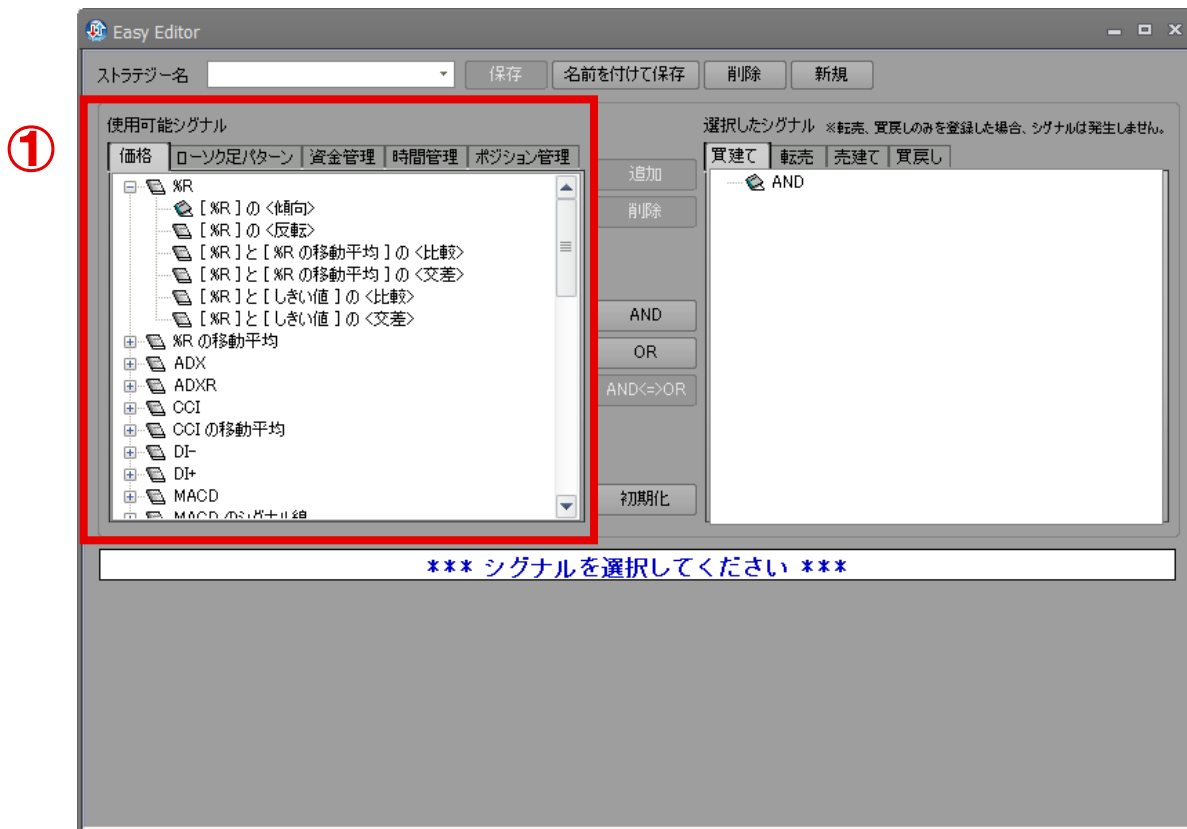 Easy Editor
ストラテジー名 保存 名前を付けて保存 削除 新規
①
使用可能シグナル
価格 ローソク足パターン 資金管理 時間管理 ポジション管理
%R
[ %R ] の <傾向>
[ %R ] の <反転>
[ %R ] と [ %R の移動平均 ] の <比較>
[ %R ] と [ %R の移動平均 ] の <交差>
[ %R ] と [ しきい値 ] の <比較>
[ %R ] と [ しきい値 ] の <交差>
%R の移動平均
ADX
ADXR
CCI
CCI の移動平均
DI-
DI+
MACD
MACD のシグナル線
追加
削除
AND
OR
AND<=>OR
初期化
選択したシグナル ※転売、買戻しのみを登録した場合、シグナルは発生しません。
買建て 転売 売建て 買戻し
AND
*** シグナルを選択してください ***